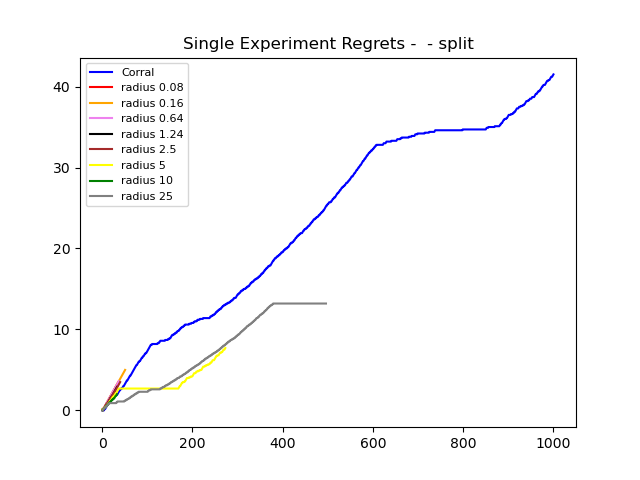 Single Experiment Regrets -  - split
Corral
radius 0.08
radius 0.16
radius 0.64
radius 1.24
radius 2.5
radius 5
radius 10
radius 25
40
30
20
10
0
0 200 400 600 800 1000